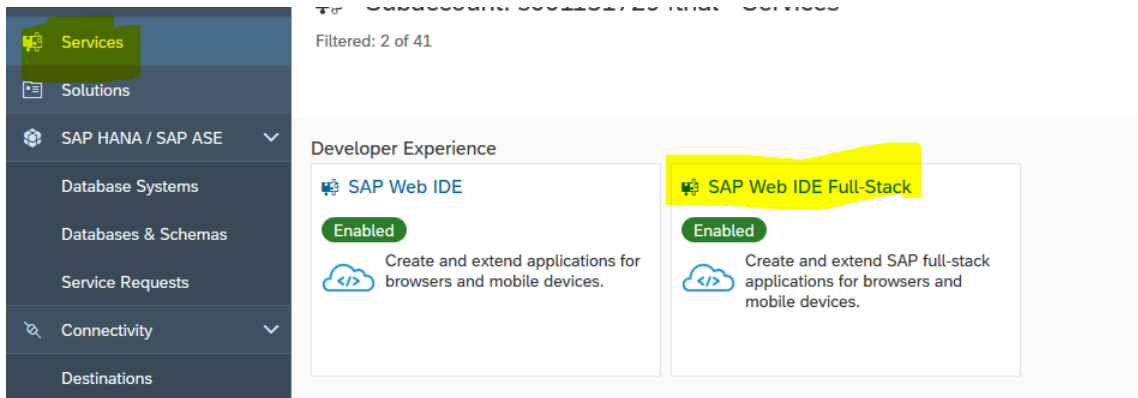 Services
Solutions
SAP HANA / SAP ASE
Database Systems
Databases & Schemas
Service Requests
Connectivity
Destinations
Services
Filtered: 2 of 41
Developer Experience
SAP Web IDE
Enabled
Create and extend applications for
browsers and mobile devices.
SAP Web IDE Full-Stack
Enabled
Create and extend SAP full-stack
applications for browsers and
mobile devices.